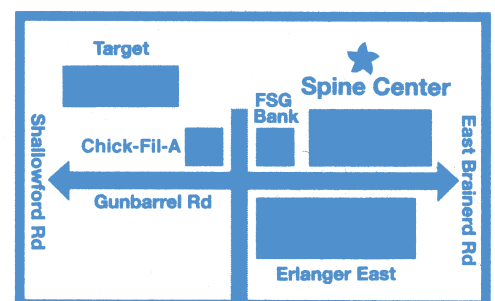 Target
Spine Center
FSG
Bank
Chick-Fil-A
Shallowford Rd
East Brainerd Rd
Gunbarrel Rd
Erlanger East